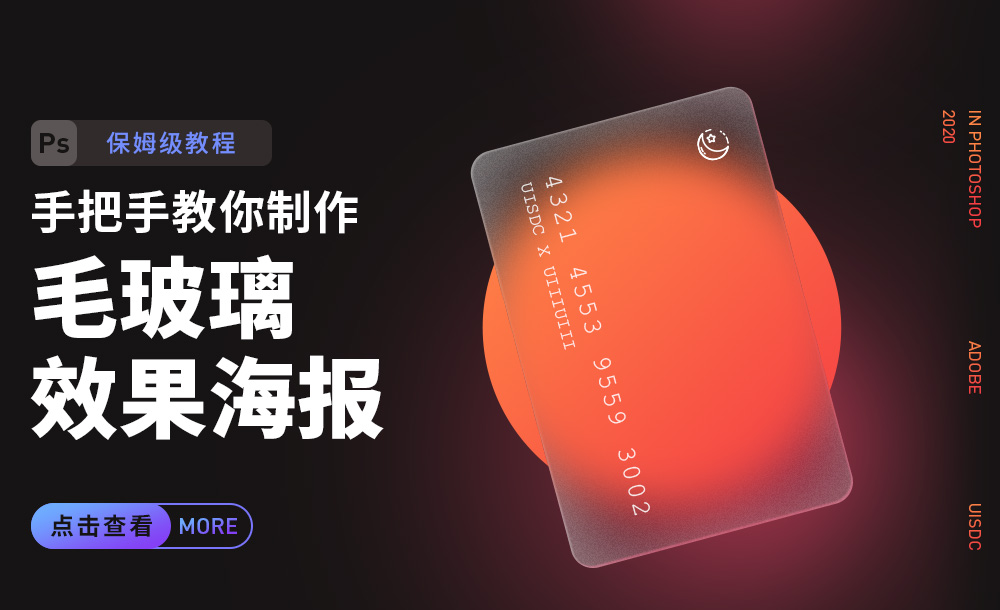 Ps 保姆级教程
手把手教你制作
毛玻璃
效果海报
点击查看 MORE
4321 4553 9559 3002
UISDC X UIIIUIII
IN PHOTOSHOP
2020
ADOBE
UISDC